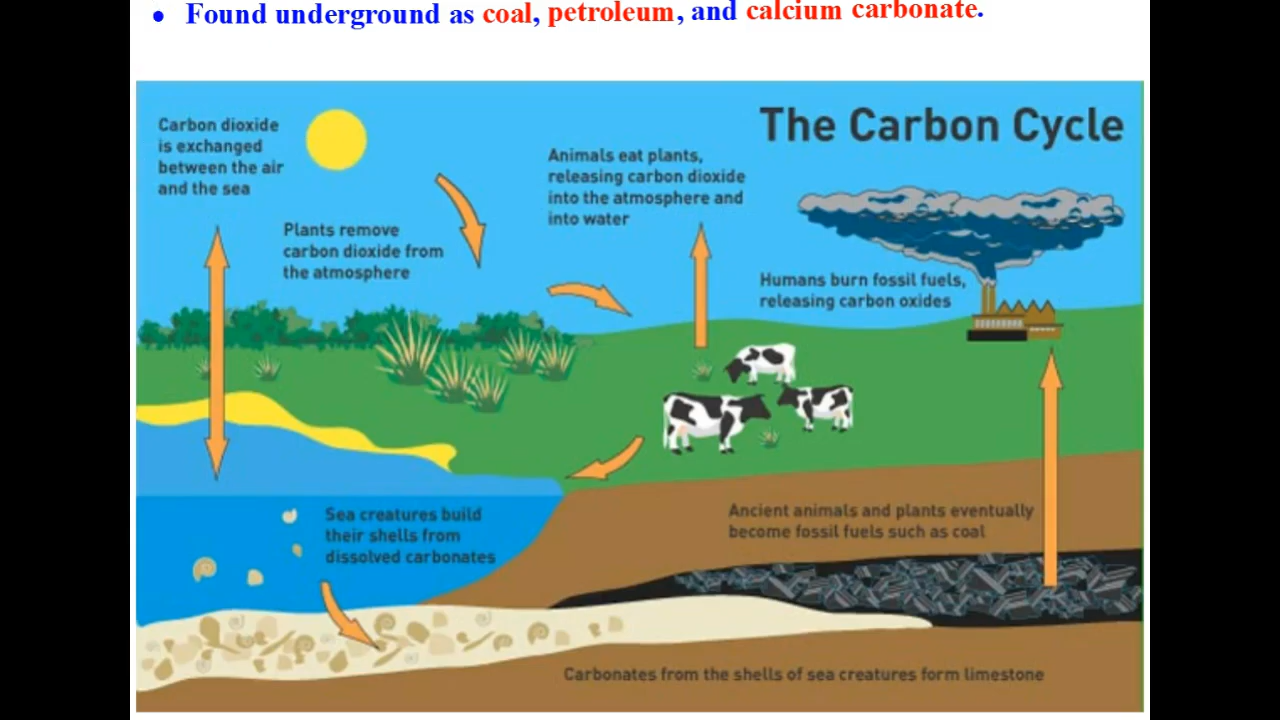 • Found underground as coal, petroleum, and calcium carbonate.
The Carbon Cycle
Carbon dioxide
is exchanged
between the air
and the sea
Plants remove
carbon dioxide from
the atmosphere
Animals eat plants,
releasing carbon dioxide
into the atmosphere and
into water
Humans burn fossil fuels,
releasing carbon oxides
Sea creatures build
their shells from
dissolved carbonates
Ancient animals and plants eventually
become fossil fuels such as coal
Carbonates from the shells of sea creatures form limestone